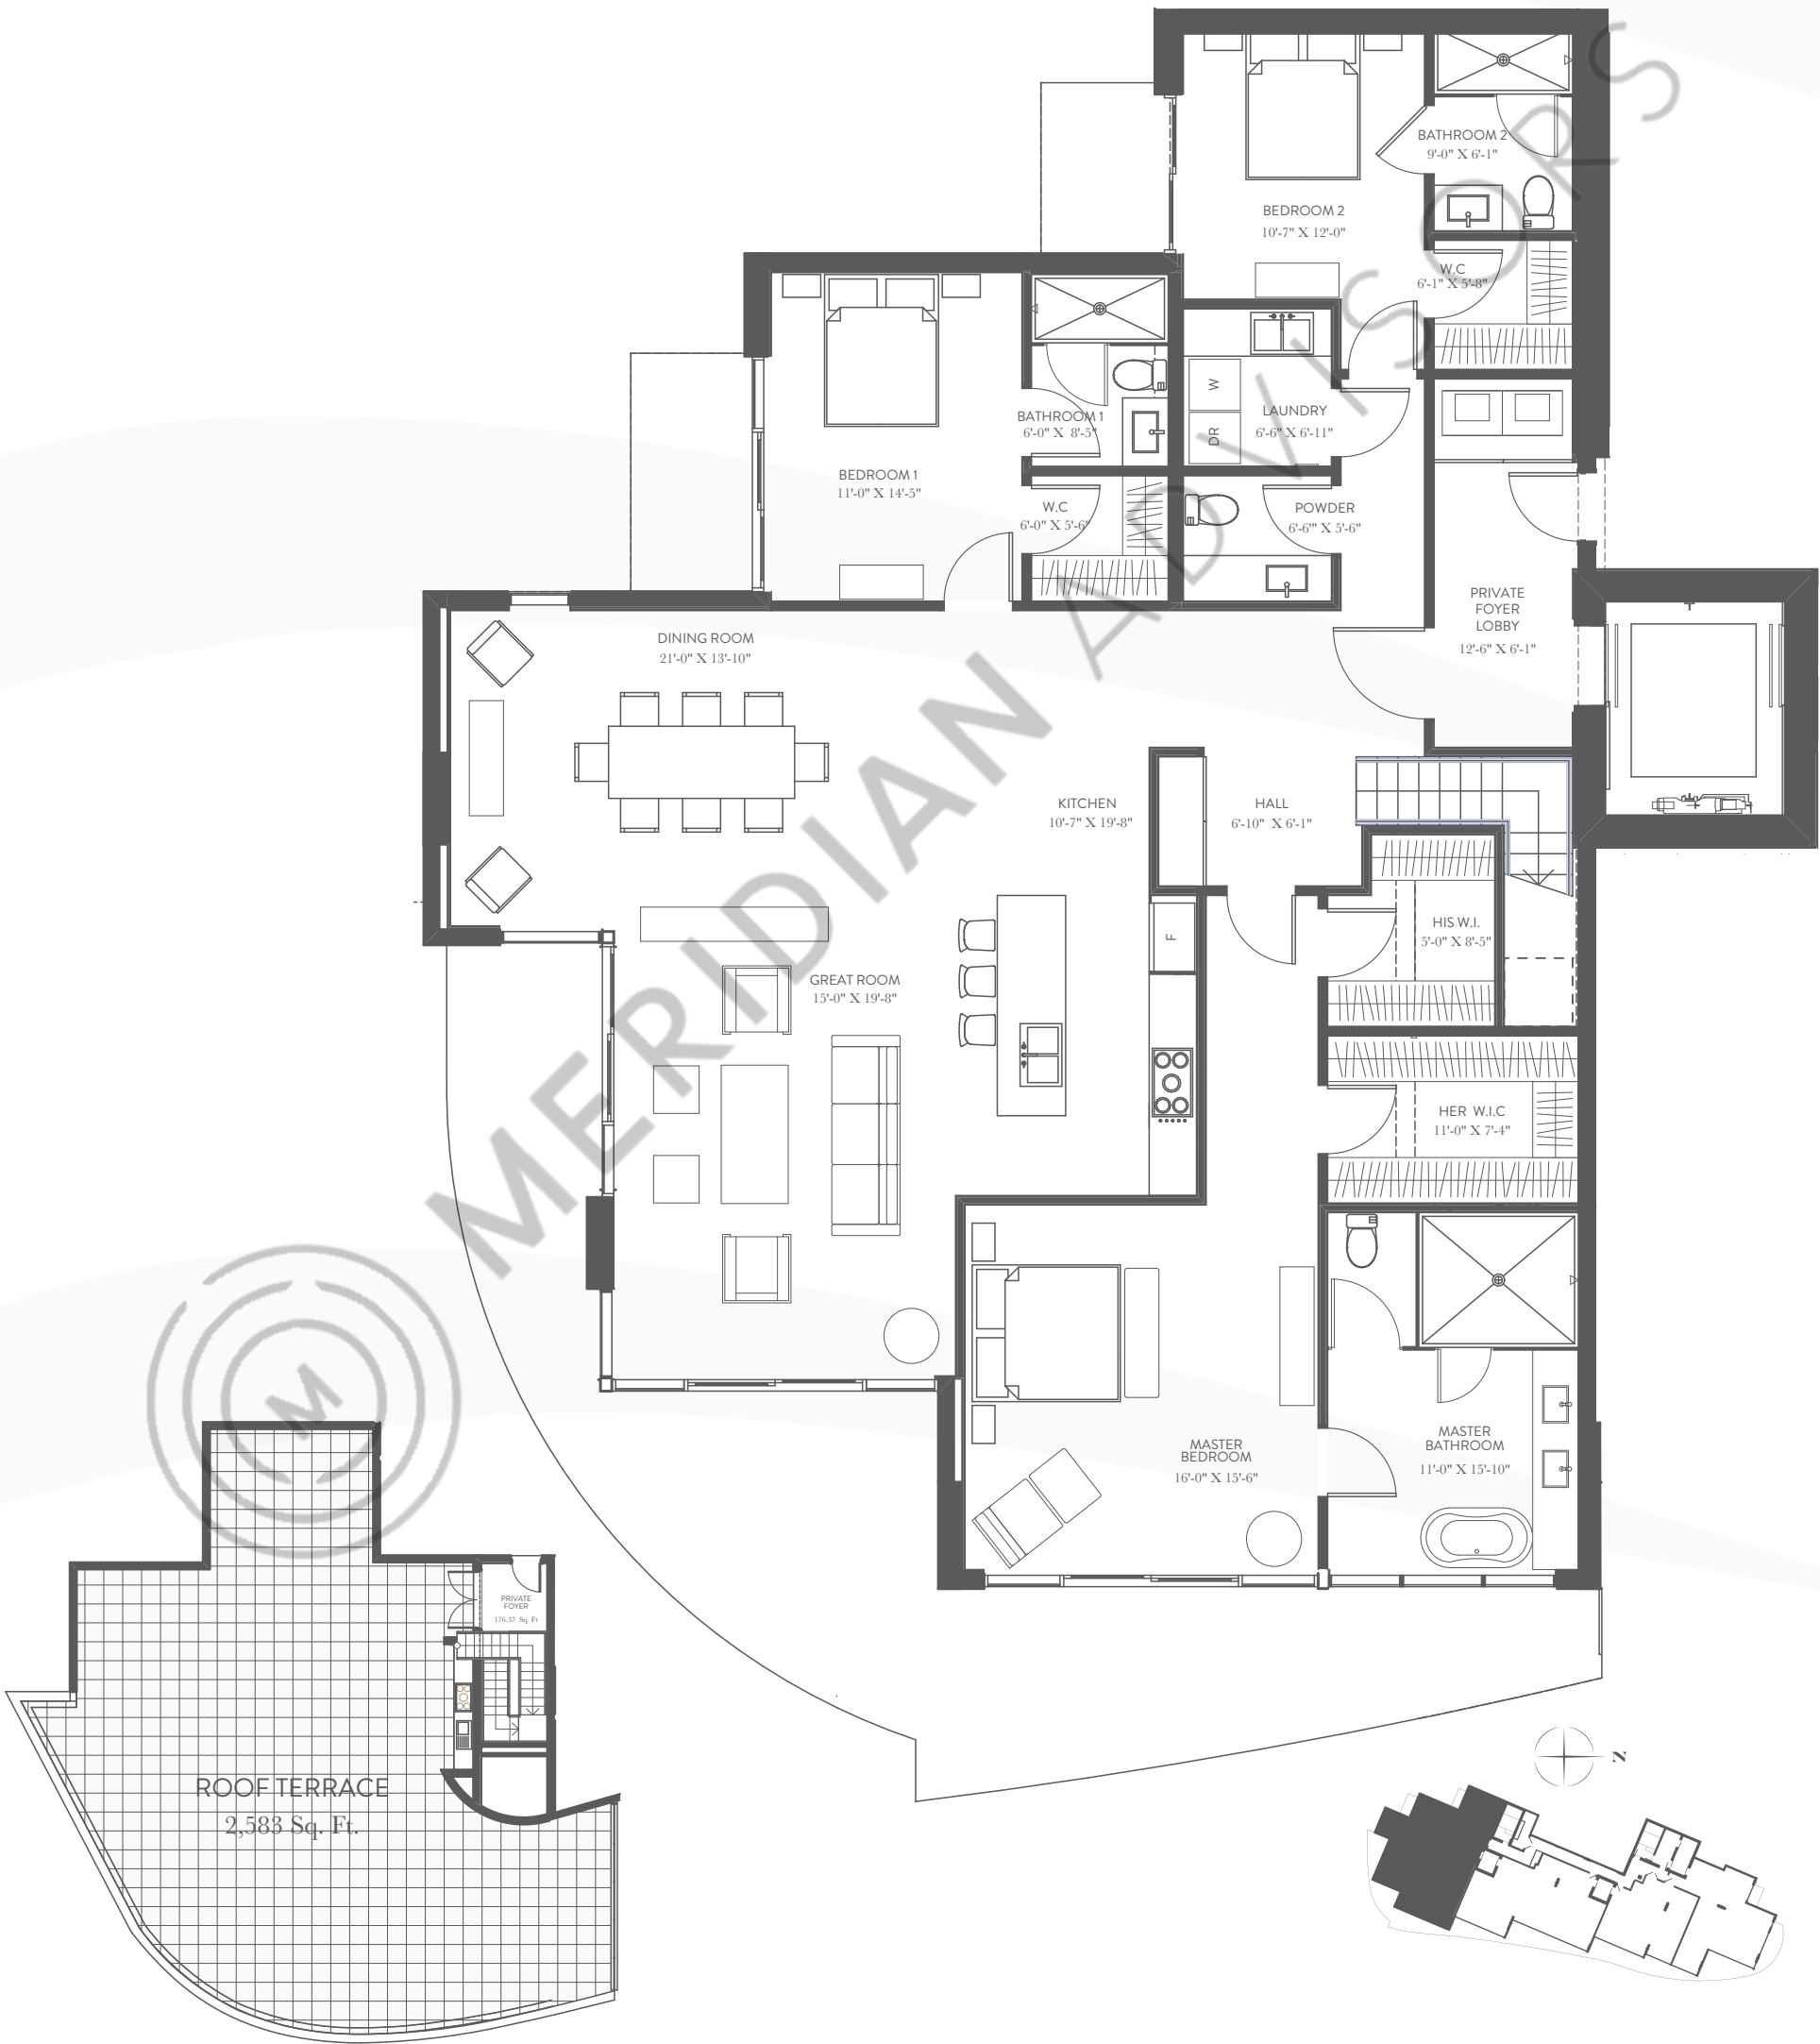 BATHROOM 2
9'-0" X 6'-1"
BEDROOM 2
10'-7" X 12'-0"
W.C
6'-1" X 5'-8"
W
DR
LAUNDRY
6'-6" X 6'-11"
BATHROOM 1
6'-0" X 8'-5"
BEDROOM 1
11'-0" X 14'-5"
W.C
6'-0" X 5'-6"
POWDER
6'-6'" X 5'-6"
PRIVATE
FOYER
LOBBY
12'-6" X 6'-1"
DINING ROOM
21'-0" X 13'-10"
KITCHEN
10'-7" X 19'-8"
HALL
6'-10" X 6'-1"
F
HIS W.I.
5'-0" X 8'-5"
GREAT ROOM
15'-0" X 19'-8"
HER W.I.C
11'-0" X 7'-4"
MASTER
BEDROOM
16'-0" X 15'-6"
MASTER
BATHROOM
11'-0" X 15'-10"
MERIDIAN ADVISORS
M
PRIVATE
FOYER
176.37 Sq. Ft
ROOF TERRACE
2,583 Sq. Ft.
N